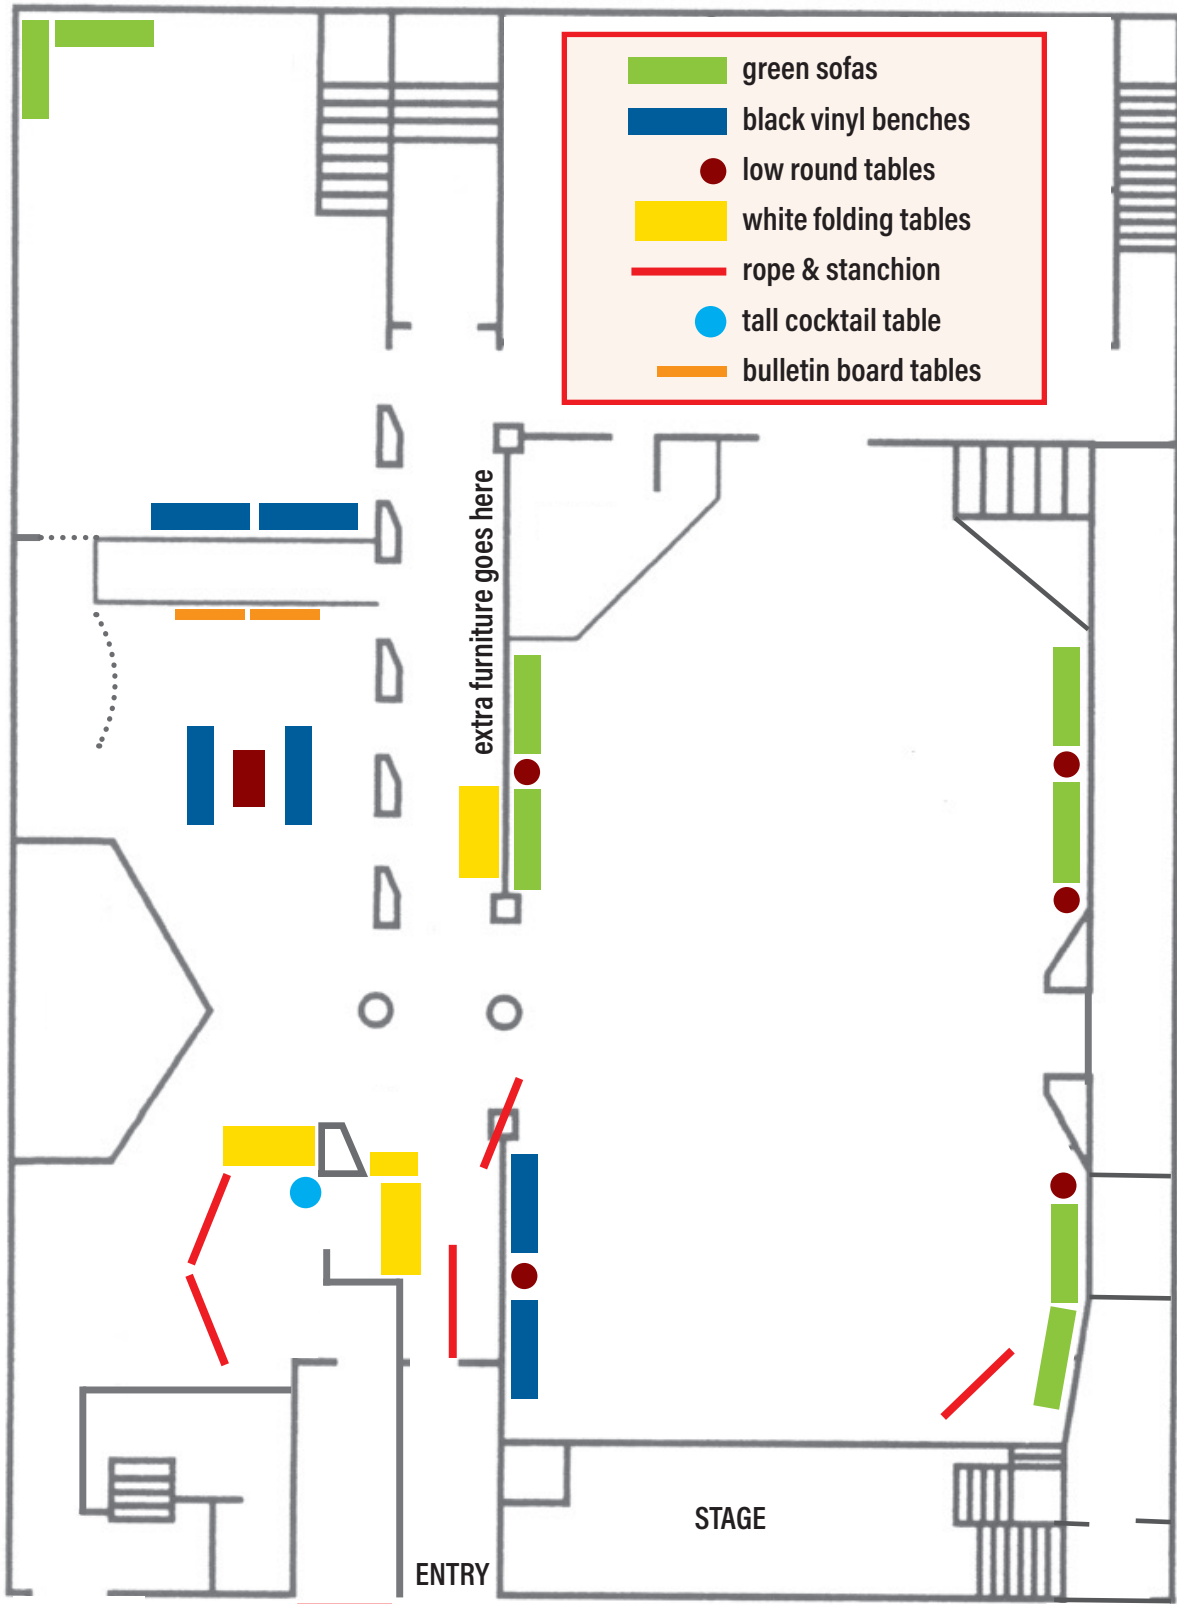 green sofas
black vinyl benches
low round tables
white folding tables
rope & stanchion
tall cocktail table
bulletin board tables
extra furniture goes here
STAGE
ENTRY